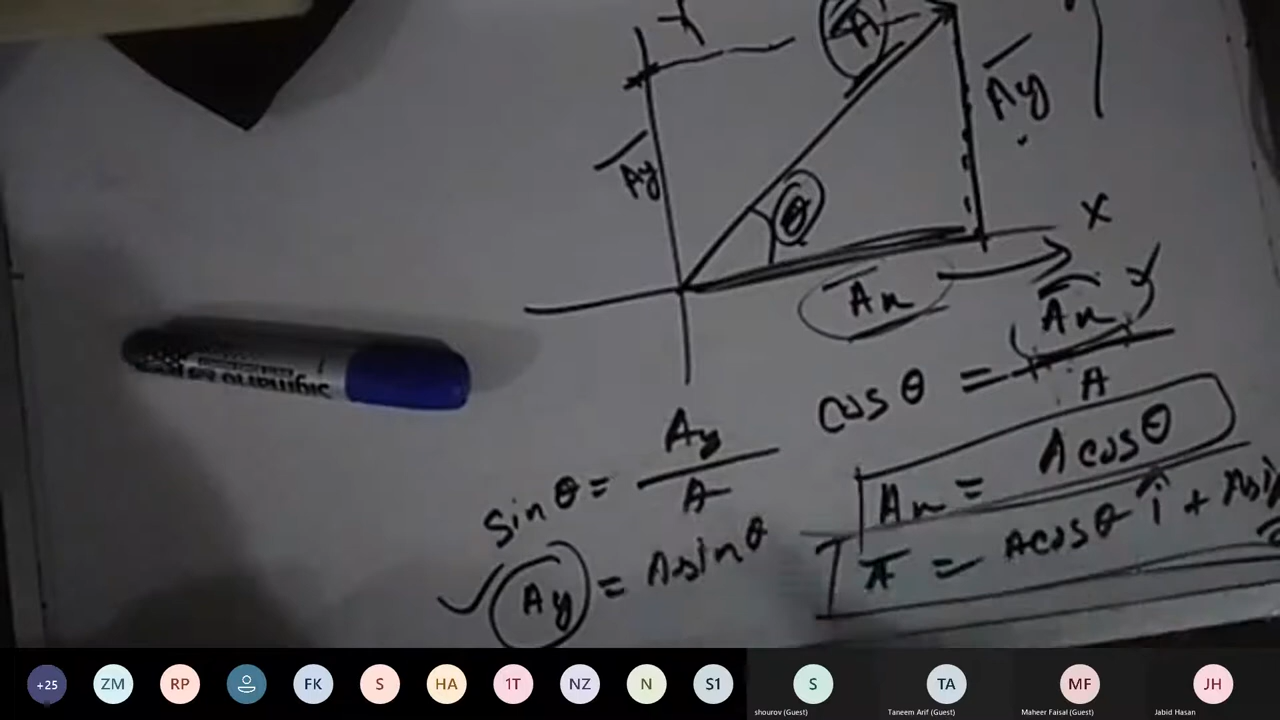 Y
A
Ay
Ay
θ
X
Ax
cos θ = Ax / A
sin θ = Ay / A
Ax = A cos θ
Ay = A sin θ
A = A cos θ î +
+25
ZM
RP
FK
S
HA
1T
NZ
N
S1
S
TA
MF
JH
shourov (Guest)
Taneem Arif (Guest)
Maheer Faisal (Guest)
Jabid Hasan